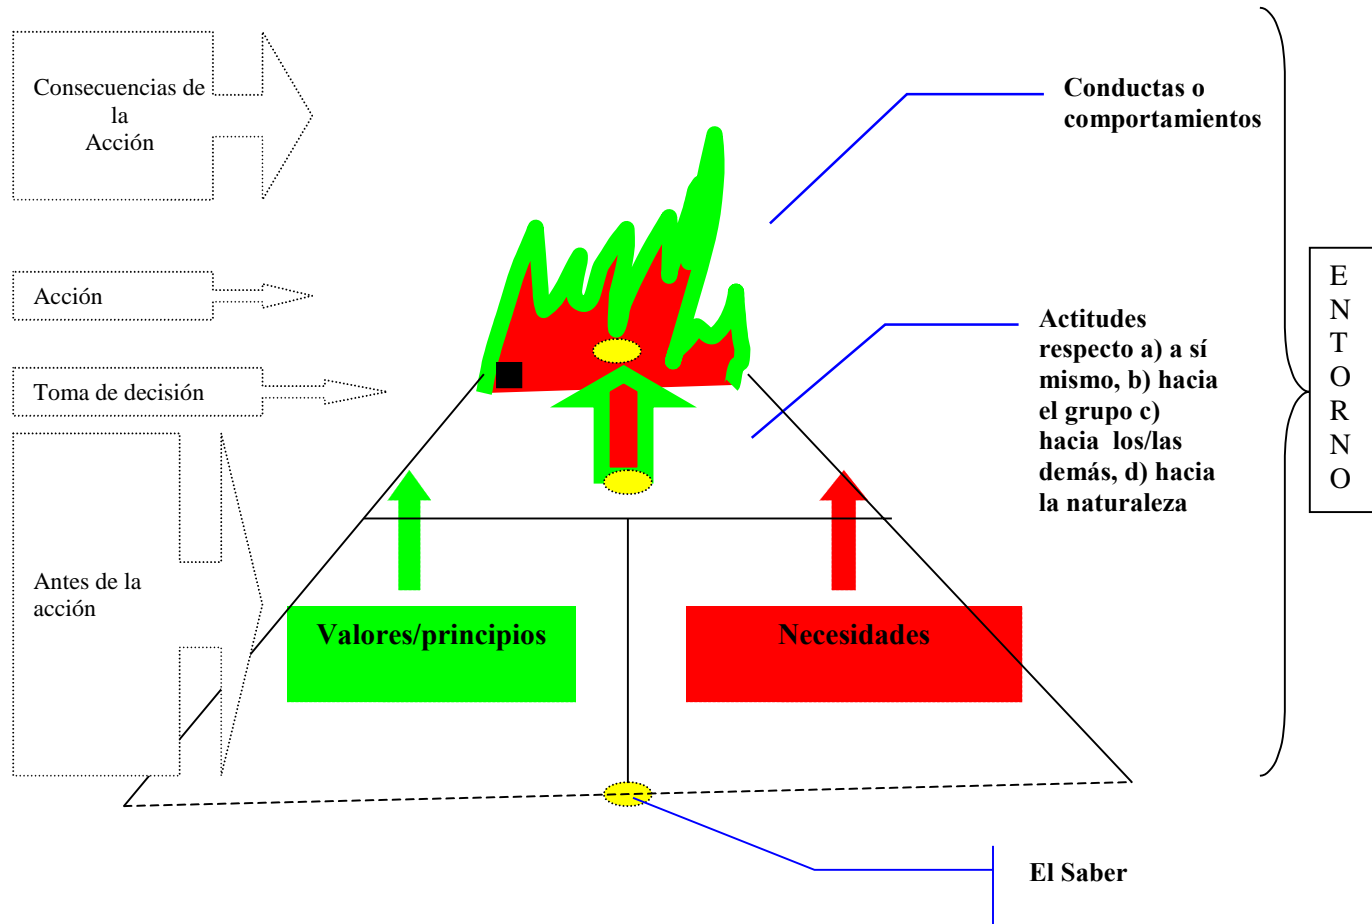 Consecuencias de
la
Acción
Acción
Toma de decisión
Antes de la
acción
Valores/principios
Necesidades
Conductas o
comportamientos
Actitudes
respecto a) a sí
mismo, b) hacia
el grupo c)
hacia los/las
demás, d) hacia
la naturaleza
El Saber
E
N
T
O
R
N
O